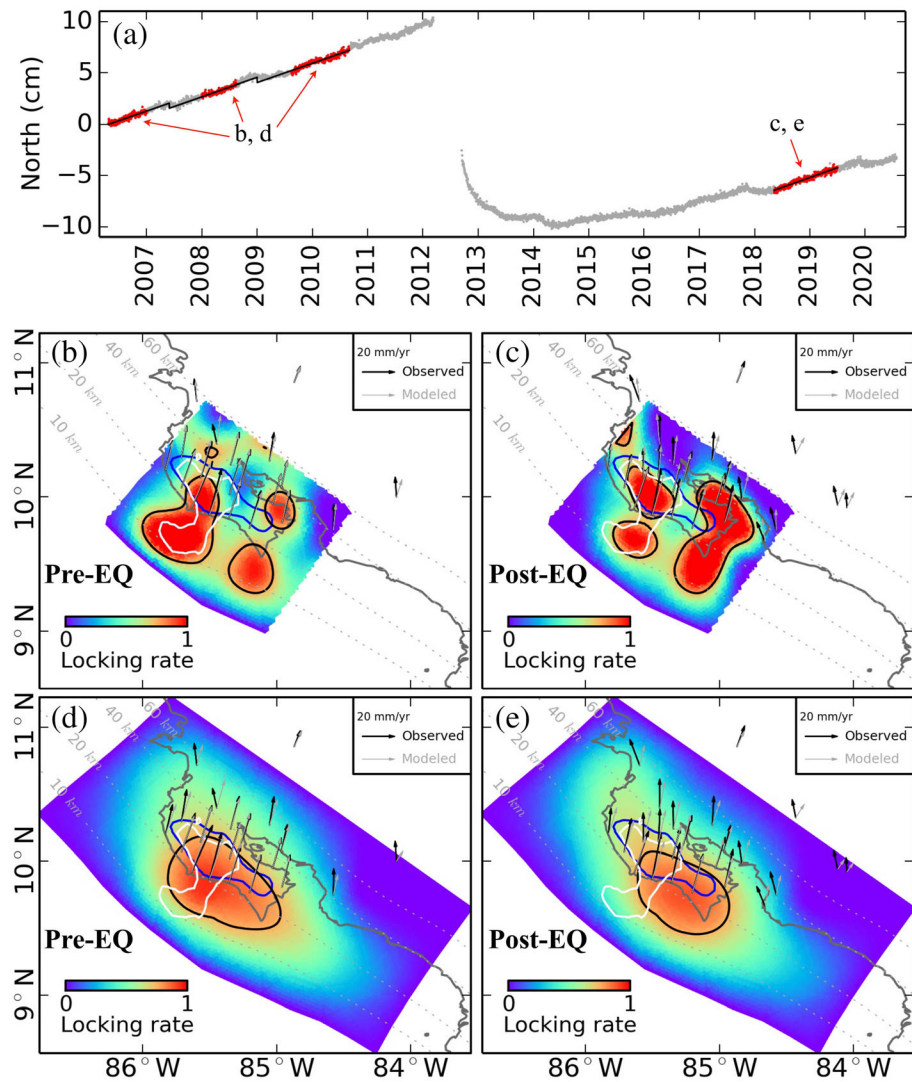 (a)
North (cm)
10
5
0
−5
−10
b, d
c, e
2007
2008
2009
2010
2011
2012
2013
2014
2015
2016
2017
2018
2019
2020
(b)
11°N
10°N
9°N
60 km
40 km
20 km
10 km
20 mm/yr
Observed
Modeled
Pre-EQ
0
1
Locking rate
(c)
60 km
40 km
20 km
10 km
20 mm/yr
Observed
Modeled
Post-EQ
0
1
Locking rate
(d)
11°N
10°N
9°N
60 km
40 km
20 km
10 km
20 mm/yr
Observed
Modeled
Pre-EQ
0
1
Locking rate
86°W
85°W
84°W
(e)
60 km
40 km
20 km
10 km
20 mm/yr
Observed
Modeled
Post-EQ
0
1
Locking rate
86°W
85°W
84°W